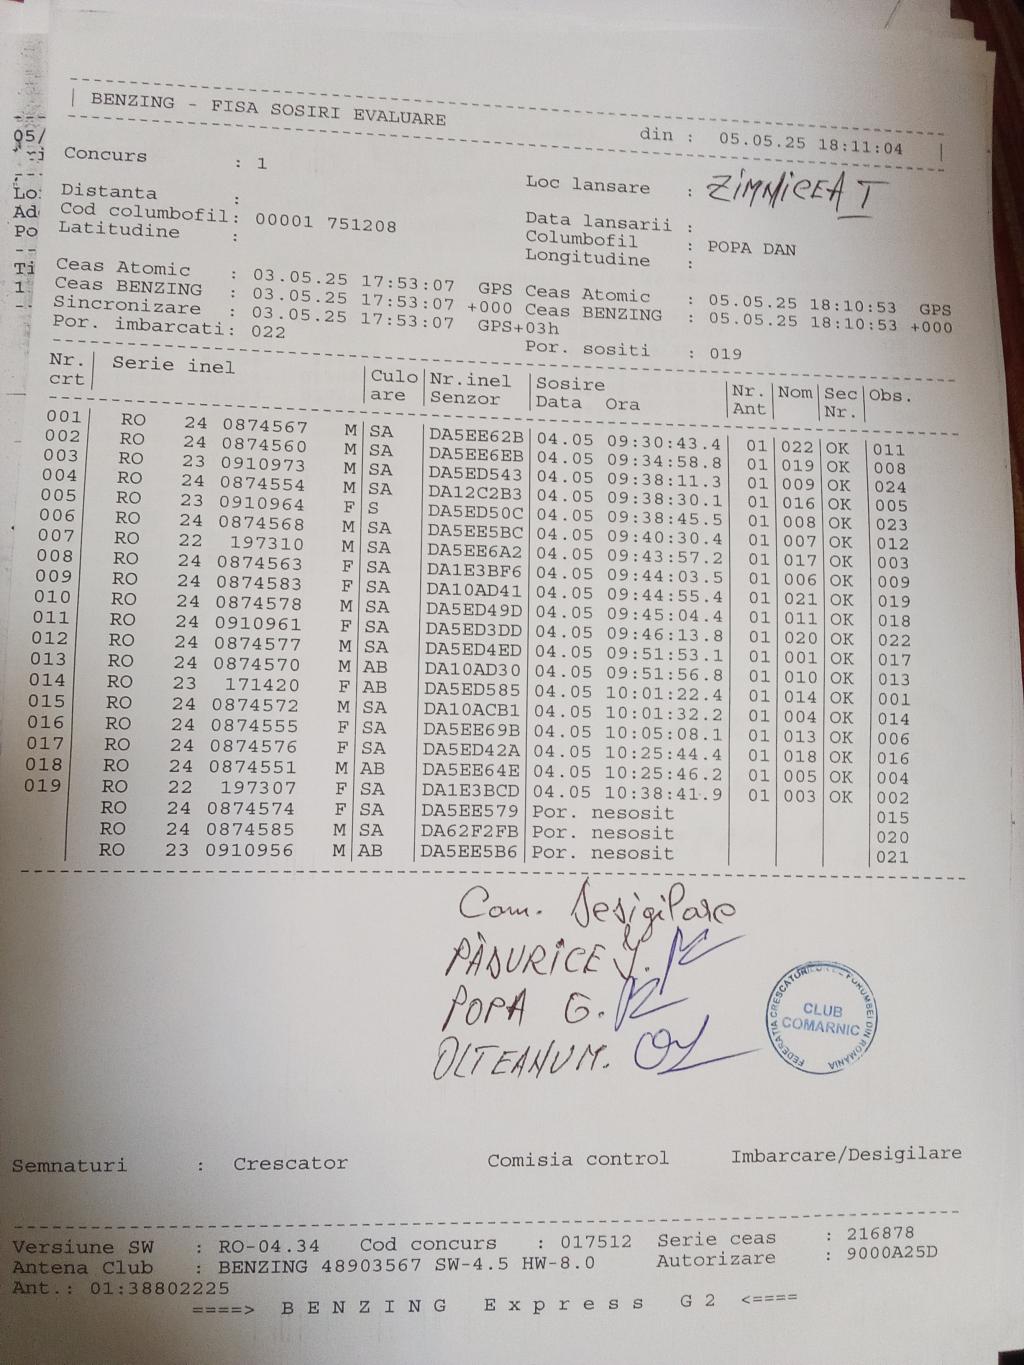 BENZING - FISA SOSIRI EVALUARE din : 05.05.25 18:11:04
Concurs : 1 Loc lansare : ZIMNICEA I
Distanta : Data lansarii :
Cod columbofil: 00001 751208 Columbofil : POPA DAN
Latitudine : Longitudine :
Ceas Atomic : 03.05.25 17:53:07 GPS Ceas Atomic : 05.05.25 18:10:53 GPS
Ceas BENZING : 03.05.25 17:53:07 +000 Ceas BENZING : 05.05.25 18:10:53 +000
Sincronizare : 03.05.25 17:53:07 GPS+03h
Por. imbarcati: 022 Por. sositi : 019
Nr. Serie inel Culo Nr.inel Sosire Nr. Nom Sec Obs.
crt are Senzor Data Ora Ant Nr.
001 RO 24 0874567 M SA DA5EE62B 04.05 09:30:43.4 01 022 OK 011
002 RO 24 0874560 M SA DA5EE6EB 04.05 09:34:58.8 01 019 OK 008
003 RO 23 0910973 M SA DA5ED543 04.05 09:38:11.3 01 009 OK 024
004 RO 24 0874554 M SA DA12C2B3 04.05 09:38:30.1 01 016 OK 005
005 RO 23 0910964 F S DA5ED50C 04.05 09:38:45.5 01 008 OK 023
006 RO 24 0874568 M SA DA5EE5BC 04.05 09:40:30.4 01 007 OK 012
007 RO 22 197310 M SA DA5EE6A2 04.05 09:43:57.2 01 017 OK 003
008 RO 24 0874563 F SA DA1E3BF6 04.05 09:44:03.5 01 006 OK 009
009 RO 24 0874583 F SA DA10AD41 04.05 09:44:55.4 01 021 OK 019
010 RO 24 0874578 M SA DA5ED49D 04.05 09:45:04.4 01 011 OK 018
011 RO 24 0910961 F SA DA5ED3DD 04.05 09:46:13.8 01 020 OK 022
012 RO 24 0874577 M SA DA5ED4ED 04.05 09:51:53.1 01 001 OK 017
013 RO 24 0874570 M AB DA10AD30 04.05 09:51:56.8 01 010 OK 013
014 RO 23 171420 F AB DA5ED585 04.05 10:01:22.4 01 014 OK 001
015 RO 24 0874572 M SA DA10ACB1 04.05 10:01:32.2 01 004 OK 014
016 RO 24 0874555 F SA DA5EE69B 04.05 10:05:08.1 01 013 OK 006
017 RO 24 0874576 F SA DA5ED42A 04.05 10:25:44.4 01 018 OK 016
018 RO 24 0874551 M AB DA5EE64E 04.05 10:25:46.2 01 005 OK 004
019 RO 22 197307 F SA DA1E3BCD 04.05 10:38:41.9 01 003 OK 002
RO 24 0874574 F SA DA5EE579 Por. nesosit 015
RO 24 0874585 M SA DA62F2FB Por. nesosit 020
RO 23 0910956 M AB DA5EE5B6 Por. nesosit 021
Com. Desigilare
PĂDURICE Y.
POPA G.
OLTEANU M.
FEDERATIA CRESCATORILOR DE PORUMBEI DIN ROMANIA
CLUB
COMARNIC
Semnaturi : Crescator Comisia control Imbarcare/Desigilare
Versiune SW : RO-04.34 Cod concurs : 017512 Serie ceas : 216878
Antena Club : BENZING 48903567 SW-4.5 HW-8.0 Autorizare : 9000A25D
Ant.: 01:38802225
====> B E N Z I N G E x p r e s s G 2 <====